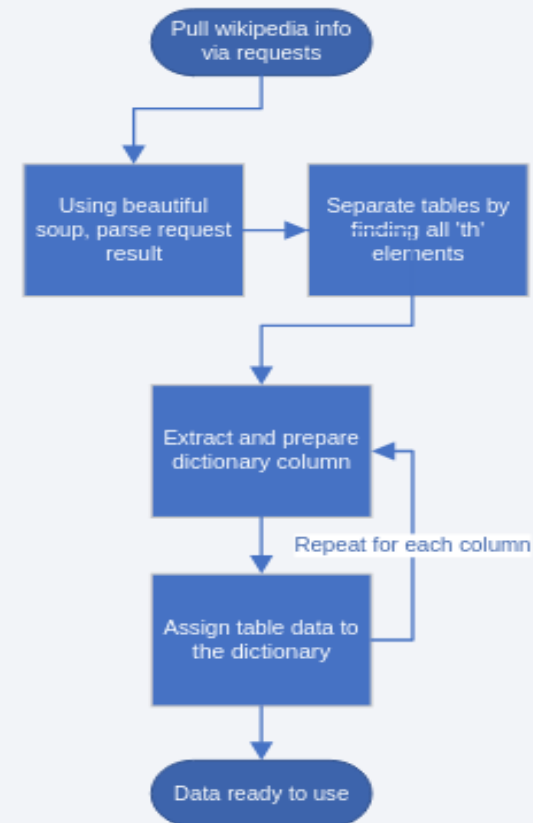 Pull wikipedia info
via requests
Using beautiful
soup, parse request
result
Separate tables by
finding all 'th'
elements
Extract and prepare
dictionary column
Repeat for each column
Assign table data to
the dictionary
Data ready to use